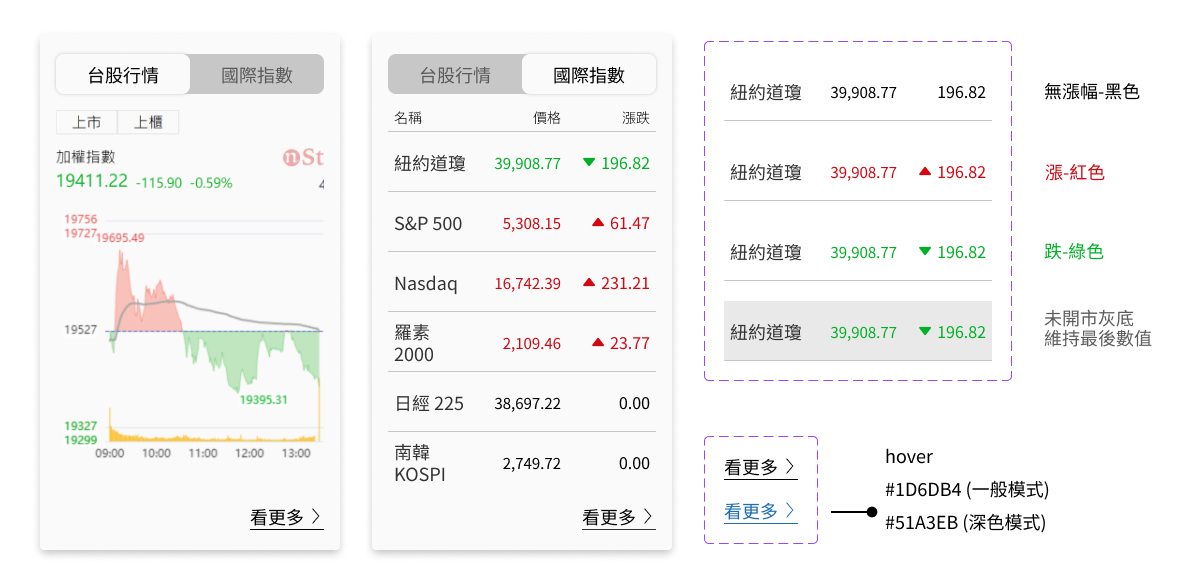 台股行情 國際指數
上市 上櫃
加權指數
nSt
19411.22 -115.90 -0.59%
4
19756
19727
19695.49
19527
19395.31
19327
19299
09:00 10:00 11:00 12:00 13:00
看更多
台股行情 國際指數
名稱 價格 漲跌
紐約道瓊 39,908.77 ▼ 196.82
S&P 500 5,308.15 ▲ 61.47
Nasdaq 16,742.39 ▲ 231.21
羅素
2000 2,109.46 ▲ 23.77
日經 225 38,697.22 0.00
南韓
KOSPI 2,749.72 0.00
看更多
紐約道瓊 39,908.77 196.82 無漲幅-黑色
紐約道瓊 39,908.77 ▲ 196.82 漲-紅色
紐約道瓊 39,908.77 ▼ 196.82 跌-綠色
紐約道瓊 39,908.77 ▼ 196.82
未開市灰底
維持最後數值
看更多
看更多
hover
#1D6DB4 (一般模式)
#51A3EB (深色模式)